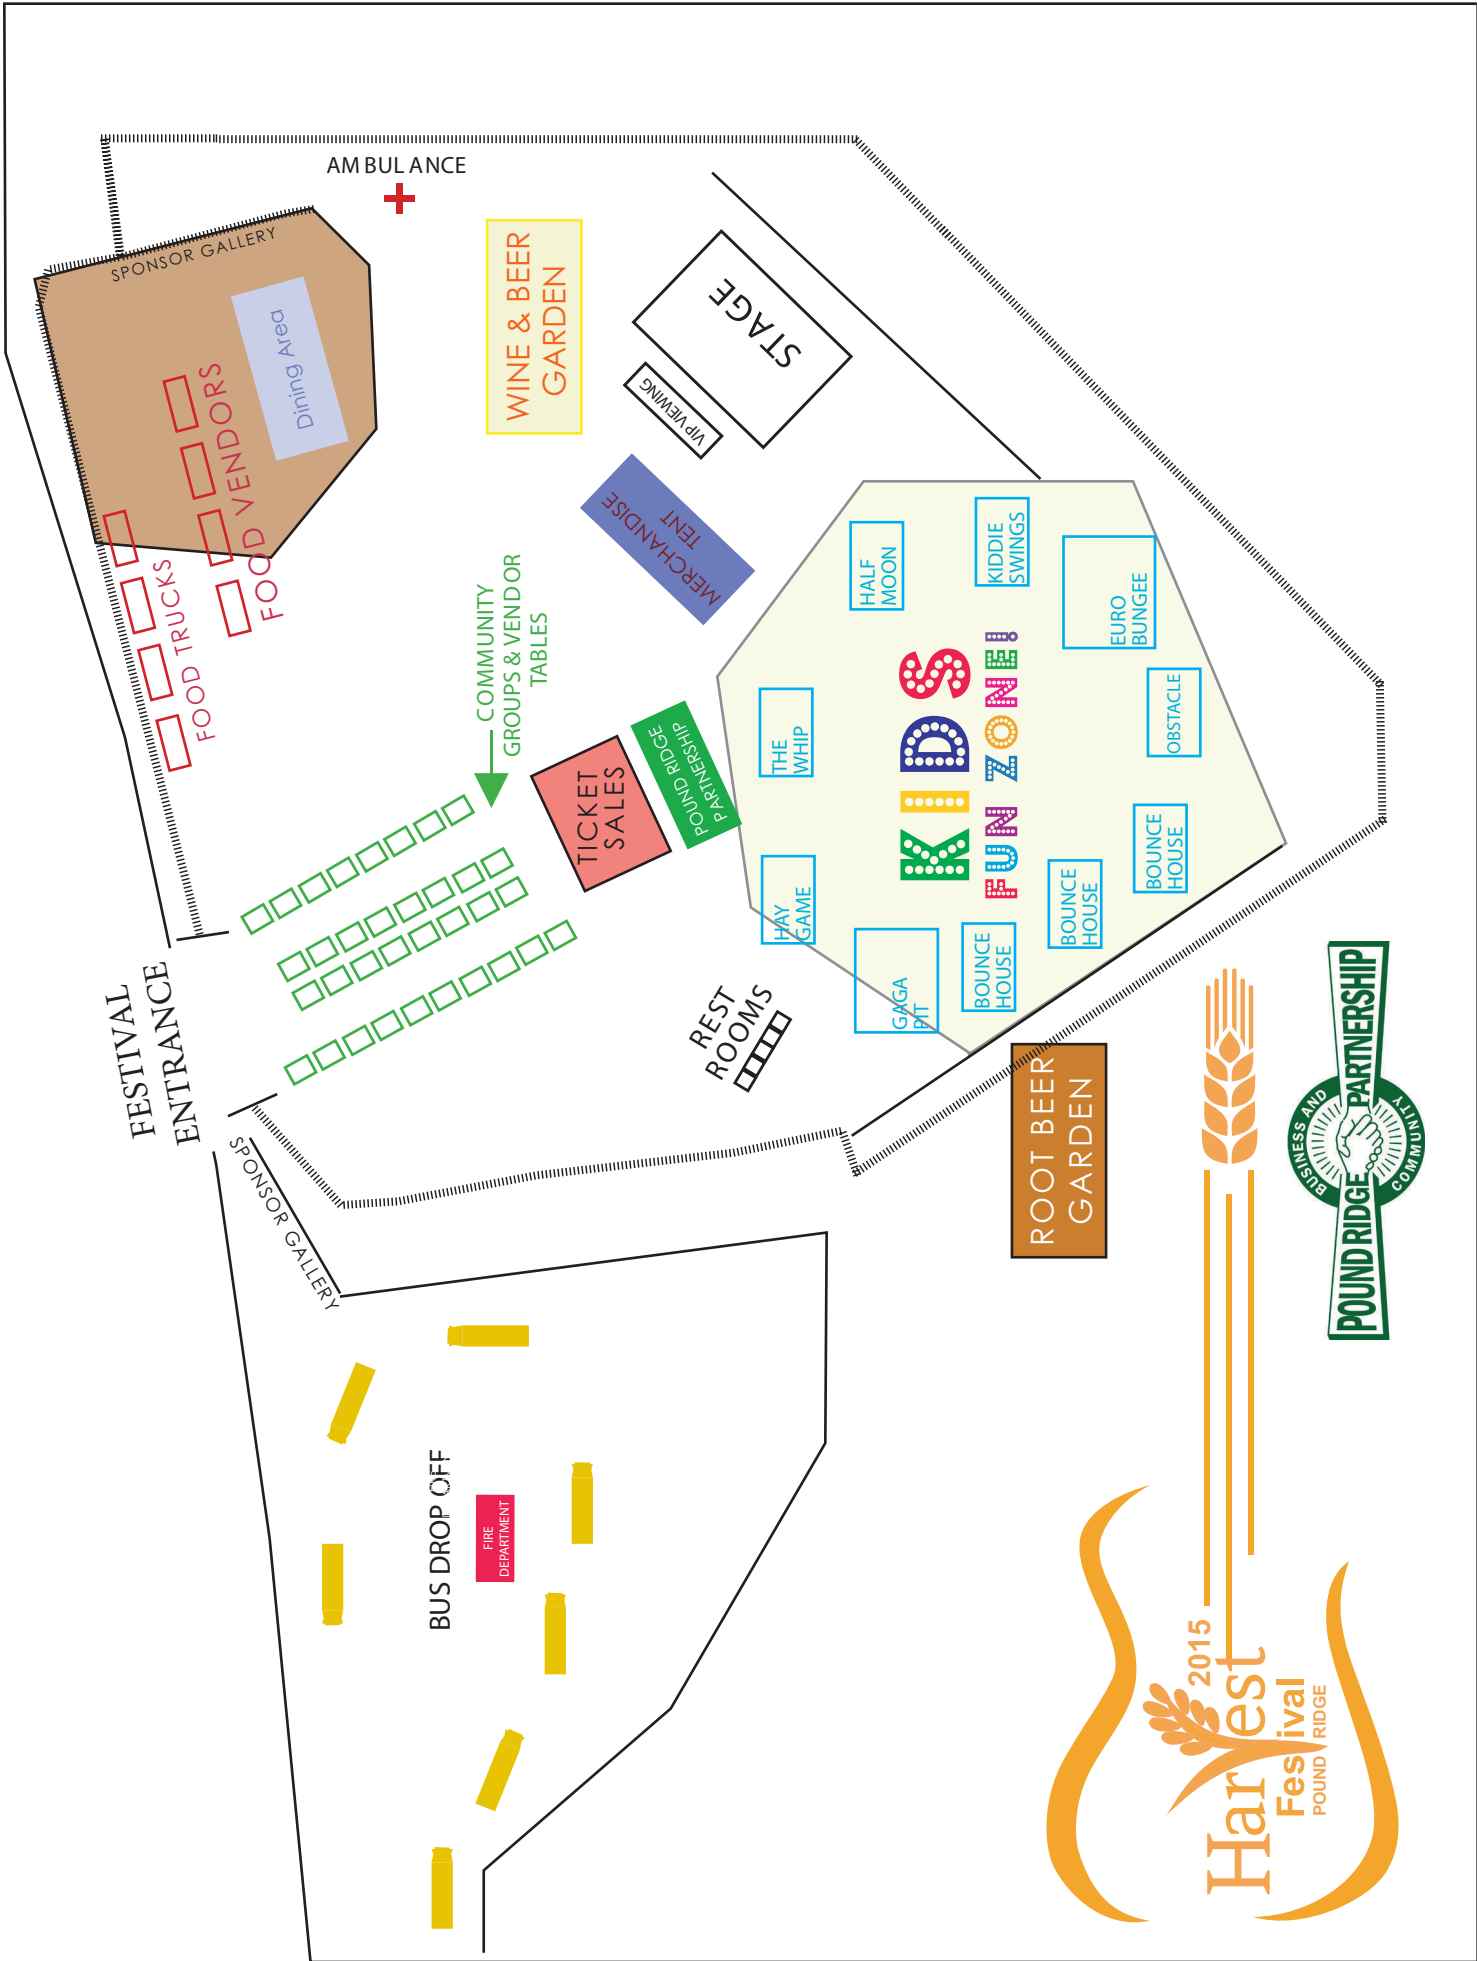 AMBULANCE
SPONSOR GALLERY
Dining Area
FOOD VENDORS
FOOD TRUCKS
WINE & BEER
GARDEN
STAGE
VIP VIEWING
MERCHANDISE
TENT
COMMUNITY
GROUPS & VENDOR
TABLES
TICKET
SALES
POUND RIDGE
PARTNERSHIP
KIDS
FUN ZONE!
HALF
MOON
KIDDIE
SWINGS
EURO
BUNGEE
OBSTACLE
THE
WHIP
HAY
GAME
GAGA
PIT
BOUNCE
HOUSE
BOUNCE
HOUSE
BOUNCE
HOUSE
REST
ROOMS
FESTIVAL
ENTRANCE
SPONSOR GALLERY
ROOT BEER
GARDEN
BUS DROP OFF
FIRE
DEPARTMENT
BUSINESS AND
POUND RIDGE PARTNERSHIP
COMMUNITY
2015
Harvest
Festival
POUND RIDGE